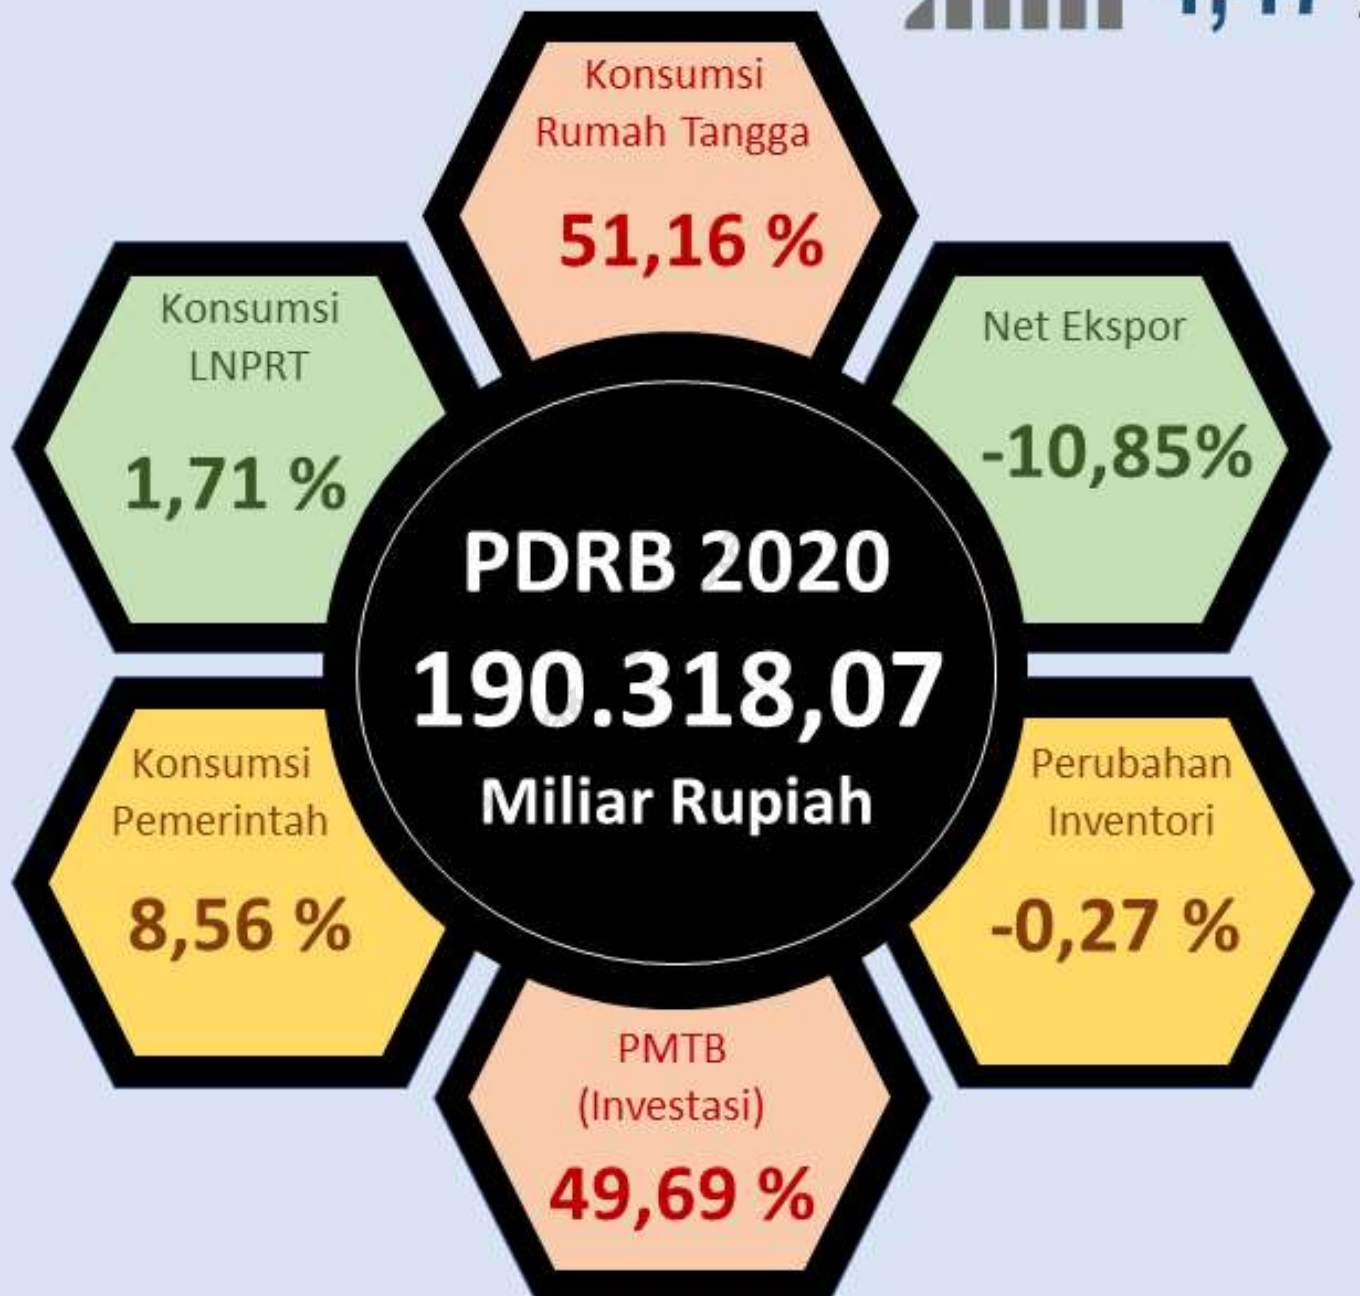 Konsumsi
Rumah Tangga
51,16 %
Konsumsi
LNPRT
1,71 %
Net Ekspor
-10,85%
PDRB 2020
190.318,07
Miliar Rupiah
Konsumsi
Pemerintah
8,56 %
Perubahan
Inventori
-0,27 %
PMTB
(Investasi)
49,69 %